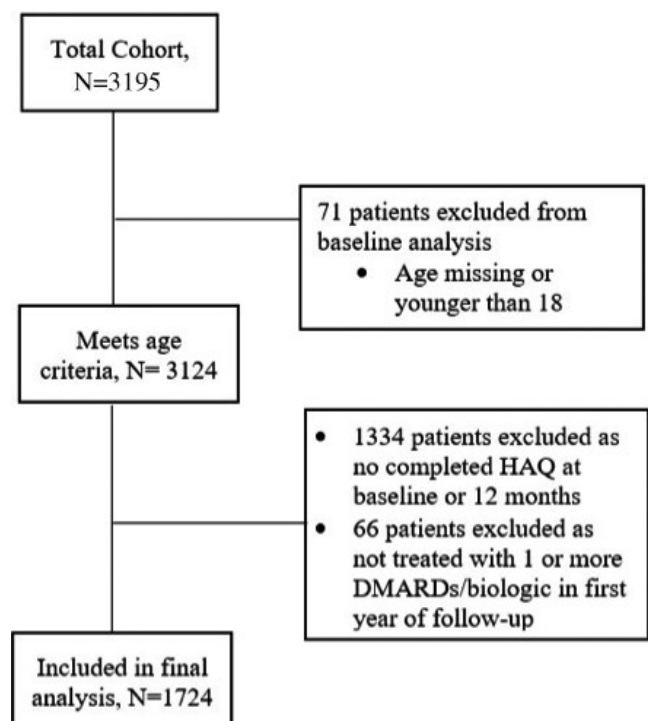 Total Cohort,
N=3195
71 patients excluded from
baseline analysis
• Age missing or
younger than 18
Meets age
criteria, N= 3124
• 1334 patients excluded as
no completed HAQ at
baseline or 12 months
• 66 patients excluded as
not treated with 1 or more
DMARDs/biologic in first
year of follow-up
Included in final
analysis, N=1724